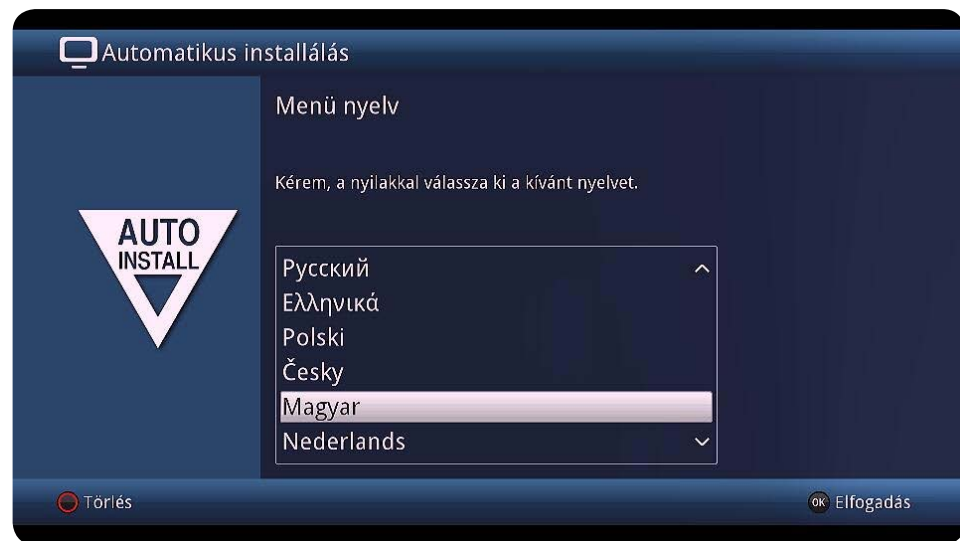 Automatikus installálás
Menü nyelv
Kérem, a nyilakkal válassza ki a kívánt nyelvet.
AUTO
INSTALL
Русский
Ελληνικά
Polski
Česky
Magyar
Nederlands
Törlés
OK Elfogadás